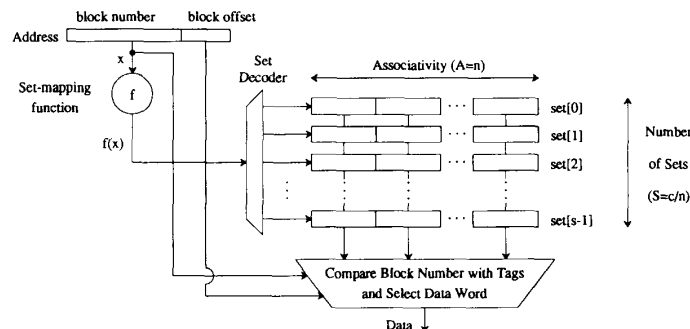 block number
block offset
Address
x
Set-mapping
function
f
f(x)
Set
Decoder
Associativity (A=n)
set[0]
set[1]
set[2]
set[s-1]
Number
of Sets
(S=c/n)
Compare Block Number with Tags
and Select Data Word
Data